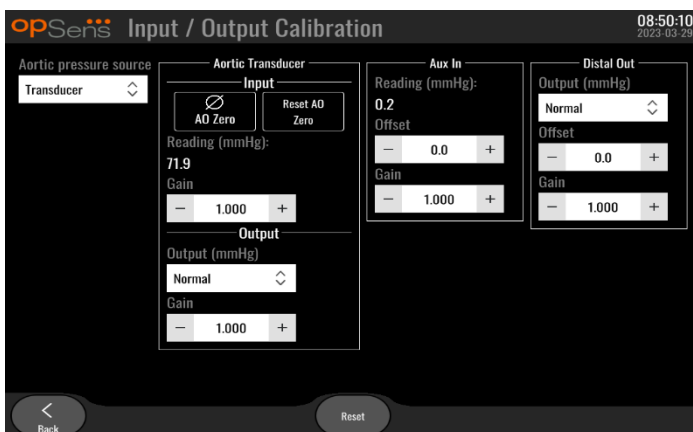 opSens Input / Output Calibration
08:50:10
2023-03-29
Aortic pressure source
Transducer
Aortic Transducer
Input
AO Zero
Reset AO
Zero
Reading (mmHg):
71.9
Gain
− 1.000 +
Output
Output (mmHg)
Normal
Gain
− 1.000 +
Aux In
Reading (mmHg):
0.2
Offset
− 0.0 +
Gain
− 1.000 +
Distal Out
Output (mmHg)
Normal
Offset
− 0.0 +
Gain
− 1.000 +
Back
Reset